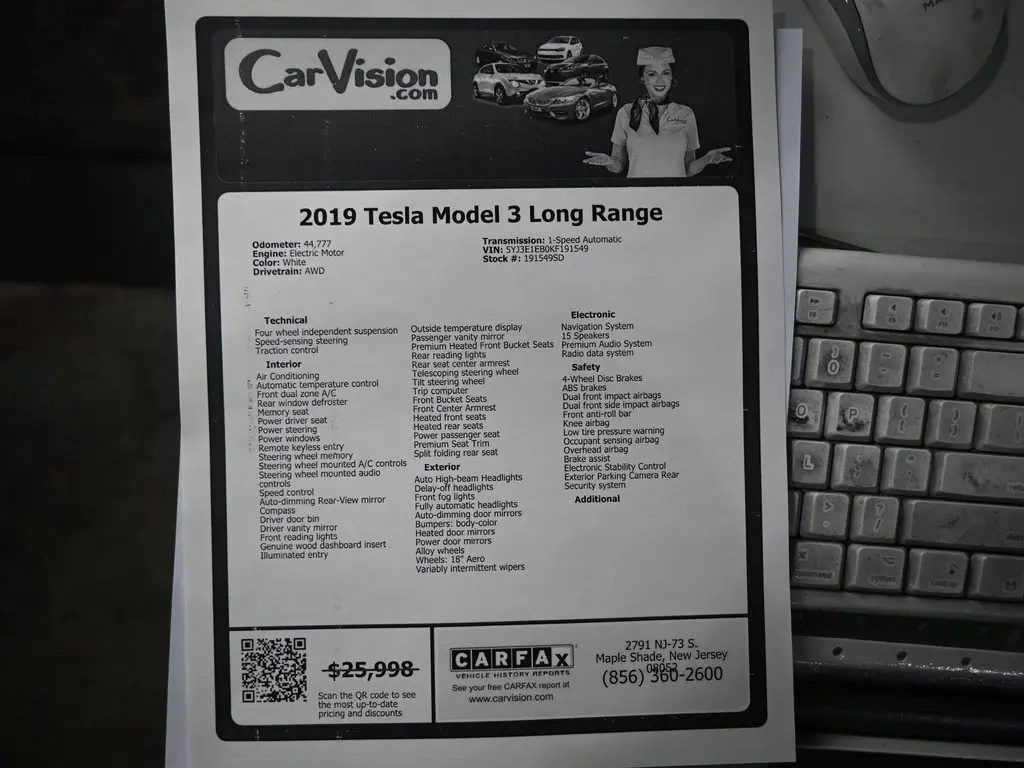 CarVision
.com
2019 Tesla Model 3 Long Range
Odometer: 44,777
Engine: Electric Motor
Color: White
Drivetrain: AWD
Transmission: 1-Speed Automatic
VIN: 5YJ3E1EB0KF191549
Stock #: 191549SD
Technical
Four wheel independent suspension
Speed-sensing steering
Traction control
Interior
Air Conditioning
Automatic temperature control
Front dual zone A/C
Rear window defroster
Memory seat
Power driver seat
Power steering
Power windows
Remote keyless entry
Steering wheel memory
Steering wheel mounted A/C controls
Steering wheel mounted audio
controls
Speed control
Auto-dimming Rear-View mirror
Compass
Driver door bin
Driver vanity mirror
Front reading lights
Genuine wood dashboard insert
Illuminated entry
Outside temperature display
Passenger vanity mirror
Premium Heated Front Bucket Seats
Rear reading lights
Rear seat center armrest
Telescoping steering wheel
Tilt steering wheel
Trip computer
Front Bucket Seats
Front Center Armrest
Heated front seats
Heated rear seats
Power passenger seat
Premium Seat Trim
Split folding rear seat
Exterior
Auto High-beam Headlights
Delay-off headlights
Front fog lights
Fully automatic headlights
Auto-dimming door mirrors
Bumpers: body-color
Heated door mirrors
Power door mirrors
Alloy wheels
Wheels: 18" Aero
Variably intermittent wipers
Electronic
Navigation System
15 Speakers
Premium Audio System
Radio data system
Safety
4-Wheel Disc Brakes
ABS brakes
Dual front impact airbags
Dual front side impact airbags
Front anti-roll bar
Knee airbag
Low tire pressure warning
Occupant sensing airbag
Overhead airbag
Brake assist
Electronic Stability Control
Exterior Parking Camera Rear
Security system
Additional
$25,998
Scan the QR code to see
the most up-to-date
pricing and discounts
CARFAX
VEHICLE HISTORY REPORTS
See your free CARFAX report at
www.carvision.com
2791 NJ-73 S.
Maple Shade, New Jersey
08052
(856) 360-2600
O P
L
command option